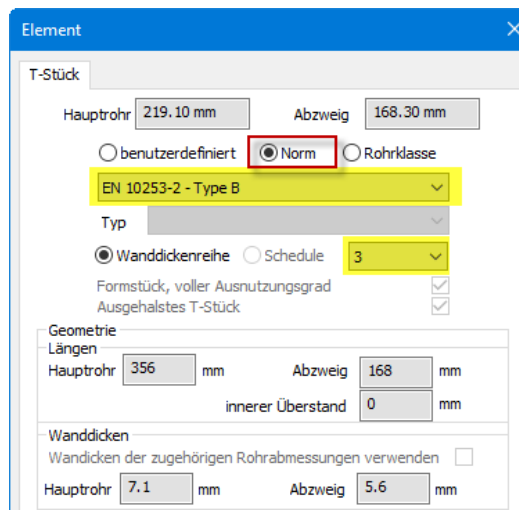 Element
T-Stück
Hauptrohr 219.10 mm Abzweig 168.30 mm
benutzerdefiniert Norm Rohrklasse
EN 10253-2 - Type B
Typ
Wanddickenreihe Schedule 3
Formstück, voller Ausnutzungsgrad
Ausgehalstes T-Stück
Geometrie
Längen
Hauptrohr 356 mm Abzweig 168 mm
innerer Überstand 0 mm
Wanddicken
Wandicken der zugehörigen Rohrabmessungen verwenden
Hauptrohr 7.1 mm Abzweig 5.6 mm